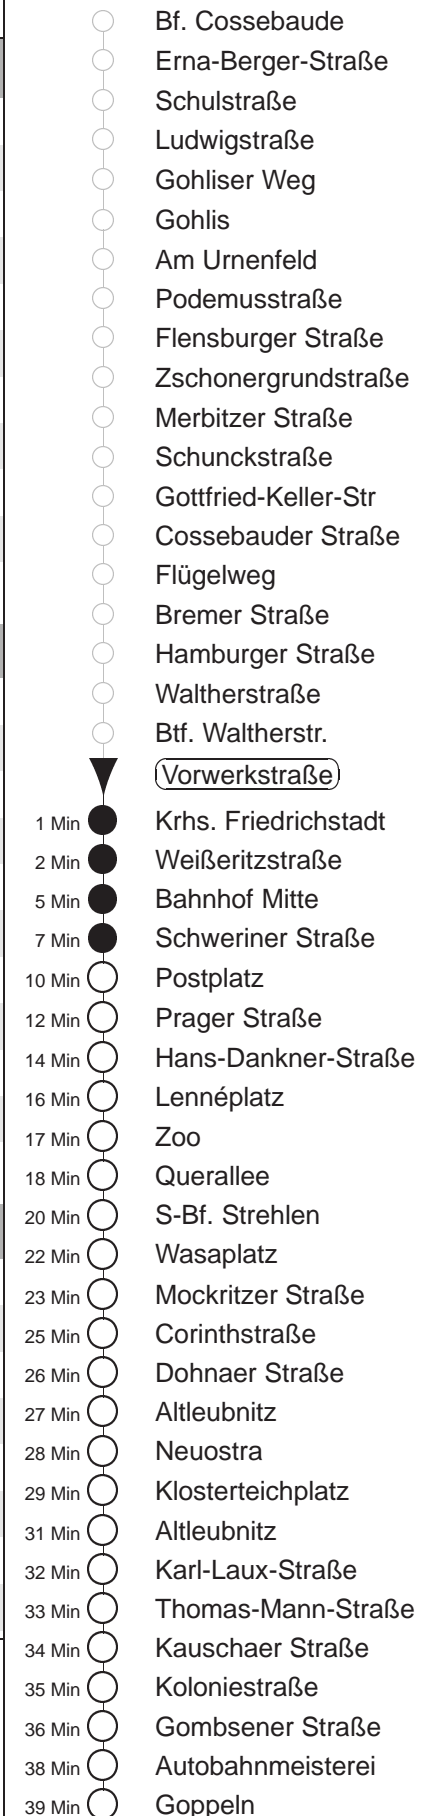 Bf. Cossebaude
Erna-Berger-Straße
Schulstraße
Ludwigstraße
Gohliser Weg
Gohlis
Am Urnenfeld
Podemusstraße
Flensburger Straße
Zschonergrundstraße
Merbitzer Straße
Schunckstraße
Gottfried-Keller-Str
Cossebauder Straße
Flügelweg
Bremer Straße
Hamburger Straße
Waltherstraße
Btf. Waltherstr.
Vorwerkstraße
1 Min Krhs. Friedrichstadt
2 Min Weißeritzstraße
5 Min Bahnhof Mitte
7 Min Schweriner Straße
10 Min Postplatz
12 Min Prager Straße
14 Min Hans-Dankner-Straße
16 Min Lennéplatz
17 Min Zoo
18 Min Querallee
20 Min S-Bf. Strehlen
22 Min Wasaplatz
23 Min Mockritzer Straße
25 Min Corinthstraße
26 Min Dohnaer Straße
27 Min Altleubnitz
28 Min Neuostra
29 Min Klosterteichplatz
31 Min Altleubnitz
32 Min Karl-Laux-Straße
33 Min Thomas-Mann-Straße
34 Min Kauschaer Straße
35 Min Koloniestraße
36 Min Gombsener Straße
38 Min Autobahnmeisterei
39 Min Goppeln